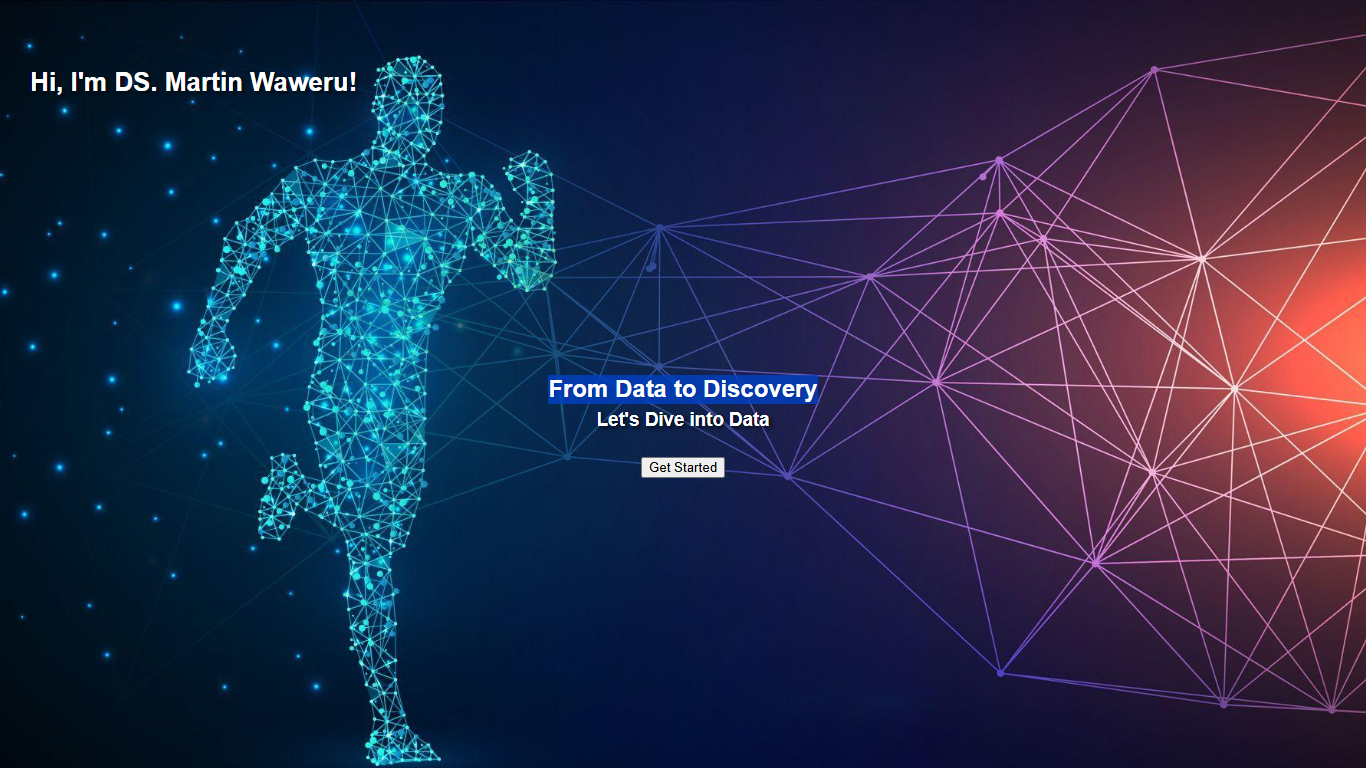 Hi, I'm DS. Martin Waweru!
From Data to Discovery
Let's Dive into Data
Get Started